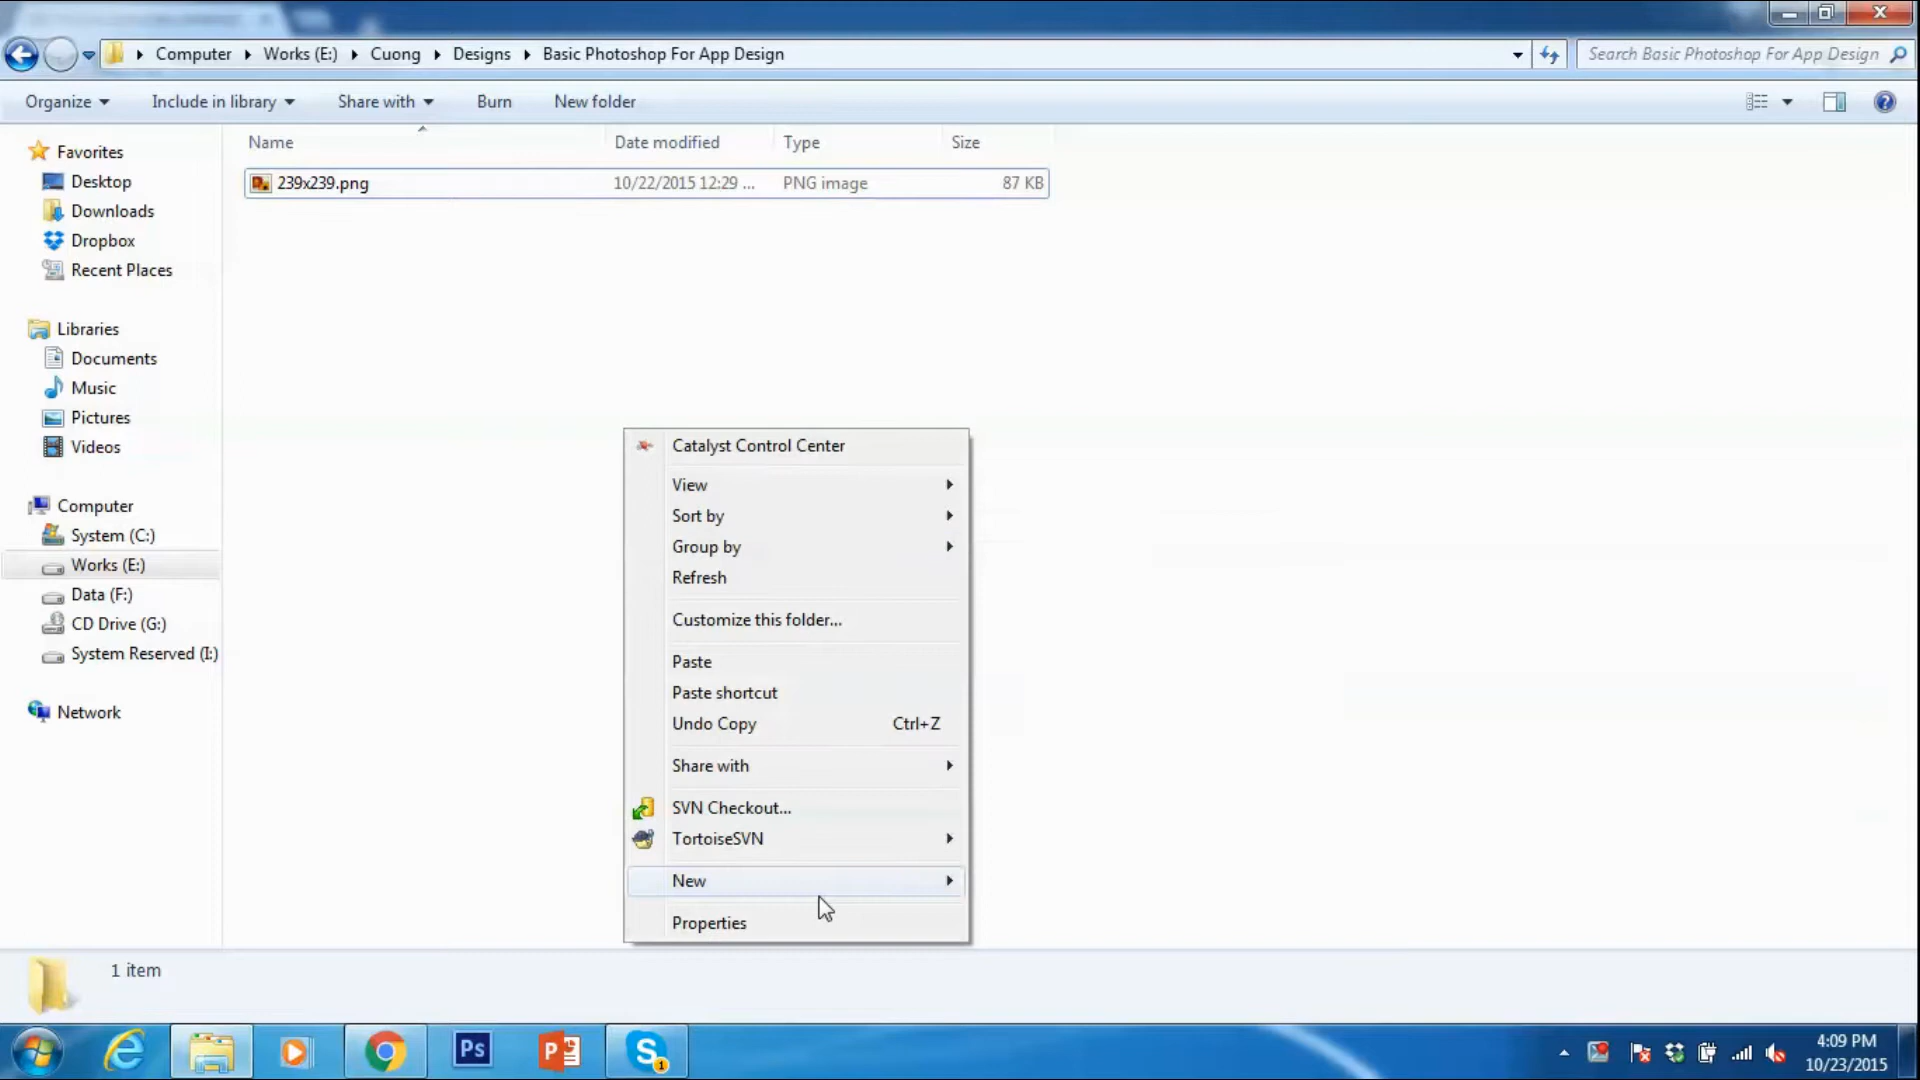 Computer Works (E:) Cuong Designs Basic Photoshop For App Design
Search Basic Photoshop For App Design
Organize Include in library Share with Burn New folder
Name Date modified Type Size
239x239.png 10/22/2015 12:29 ... PNG image 87 KB
Favorites
Desktop
Downloads
Dropbox
Recent Places
Libraries
Documents
Music
Pictures
Videos
Computer
System (C:)
Works (E:)
Data (F:)
CD Drive (G:)
System Reserved (I:)
Network
Catalyst Control Center
View
Sort by
Group by
Refresh
Customize this folder...
Paste
Paste shortcut
Undo Copy Ctrl+Z
Share with
SVN Checkout...
TortoiseSVN
New
Properties
1 item
Ps
P
S
1
4:09 PM
10/23/2015